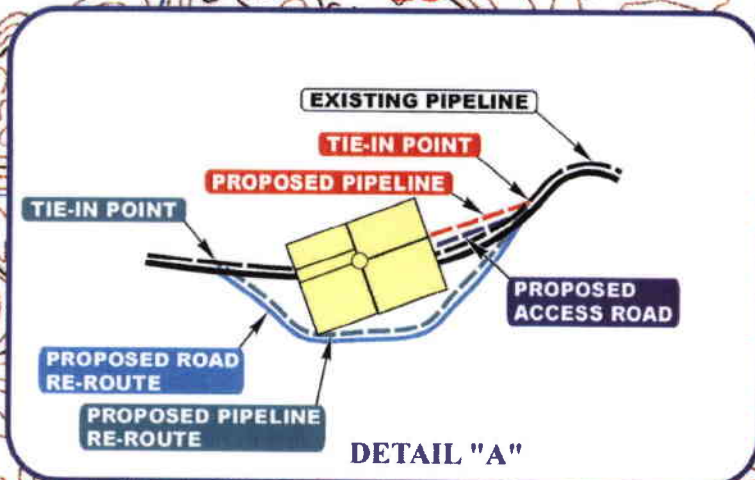 EXISTING PIPELINE
TIE-IN POINT
PROPOSED PIPELINE
TIE-IN POINT
PROPOSED
ACCESS ROAD
PROPOSED ROAD
RE-ROUTE
PROPOSED PIPELINE
RE-ROUTE
DETAIL "A"